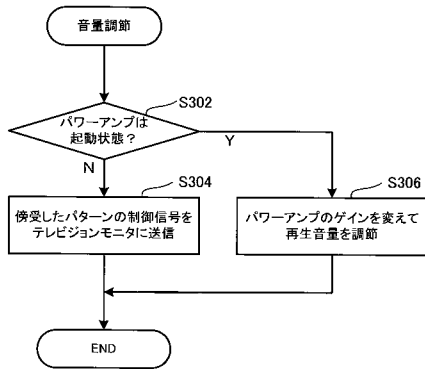 音量調節
S302
パワーアンプは
起動状態？
Y
N
S304
傍受したパターンの制御信号を
テレビジョンモニタに送信
S306
パワーアンプのゲインを変えて
再生音量を調節
END